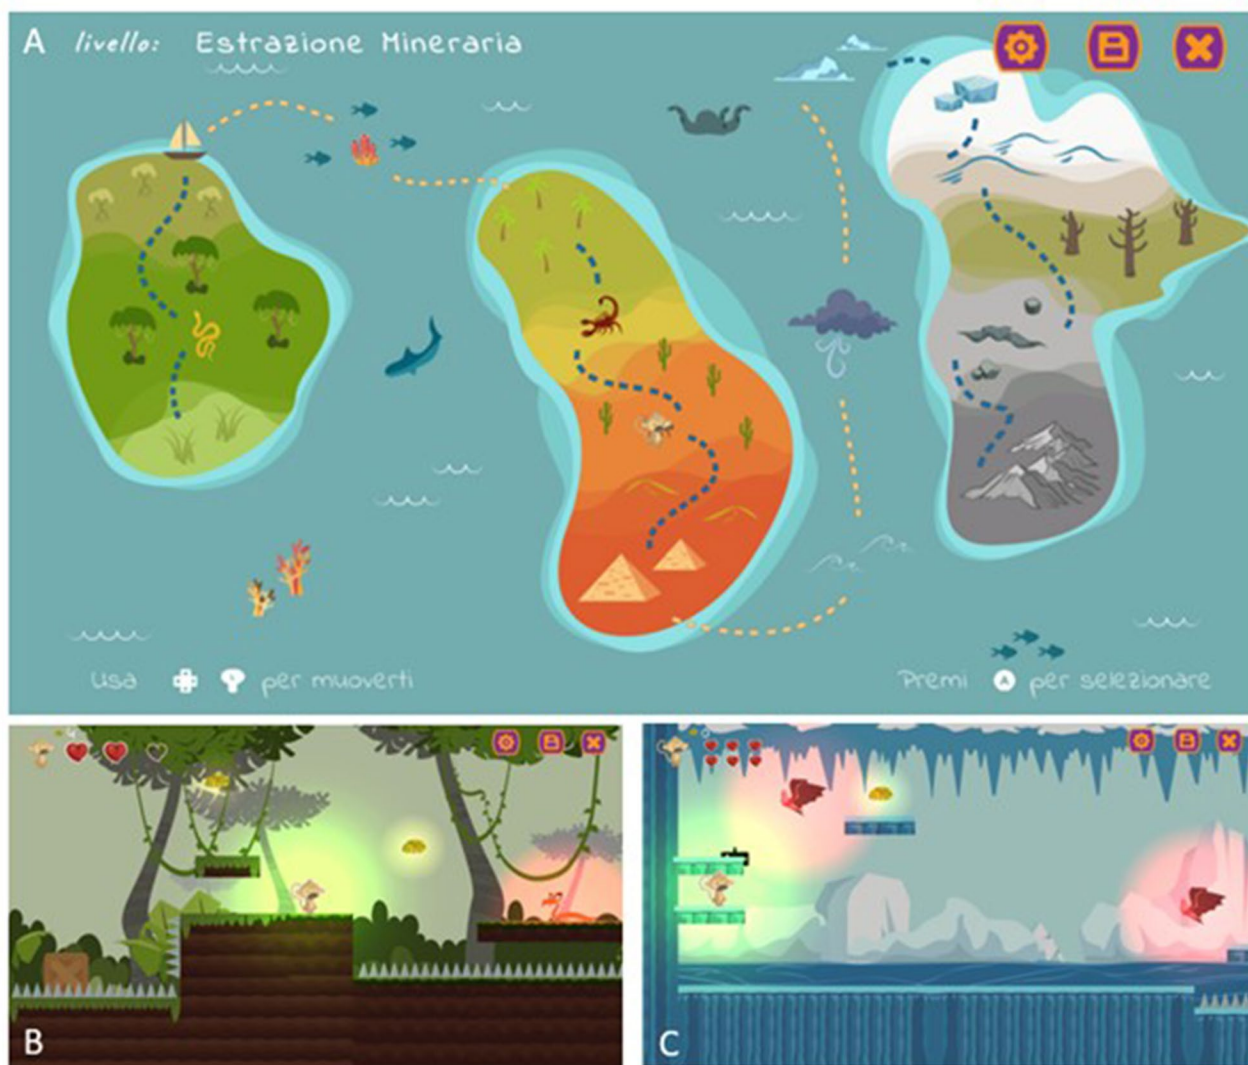 A livello: Estrazione Mineraria
Usa per muoverti
Premi A per selezionare
B
C